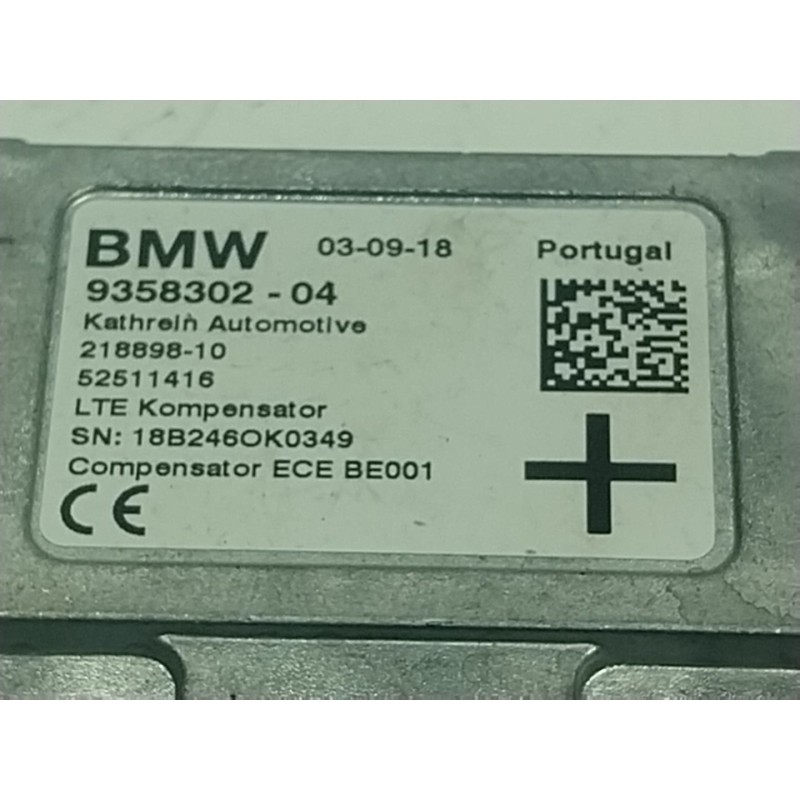 BMW 03-09-18 Portugal
9358302 - 04
Kathrein Automotive
218898-10
52511416
LTE Kompensator
SN: 18B246OK0349
Compensator ECE BE001
CE